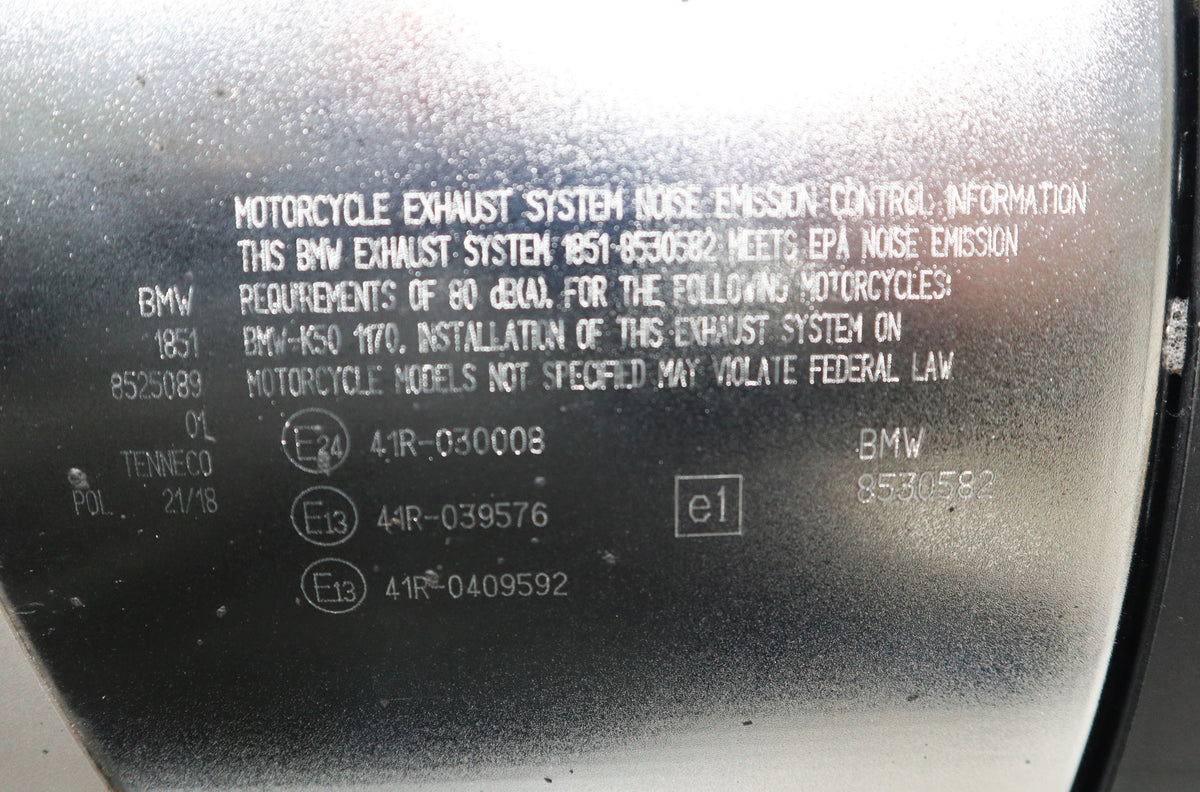 MOTORCYCLE EXHAUST SYSTEM NOISE EMISSION CONTROL INFORMATION
THIS BMW EXHAUST SYSTEM 1851-8530582 MEETS EPA NOISE EMISSION
REQUIREMENTS OF 80 dB(A). FOR THE FOLLOWING MOTORCYCLES:
BMW-K50 1170. INSTALLATION OF THIS EXHAUST SYSTEM ON
MOTORCYCLE MODELS NOT SPECIFIED MAY VIOLATE FEDERAL LAW
BMW
1851
8525089
01L
TENNECO
POL 21/18
E24 41R-030008
E13 41R-039576
E13 41R-0409592
e1
BMW
8530582